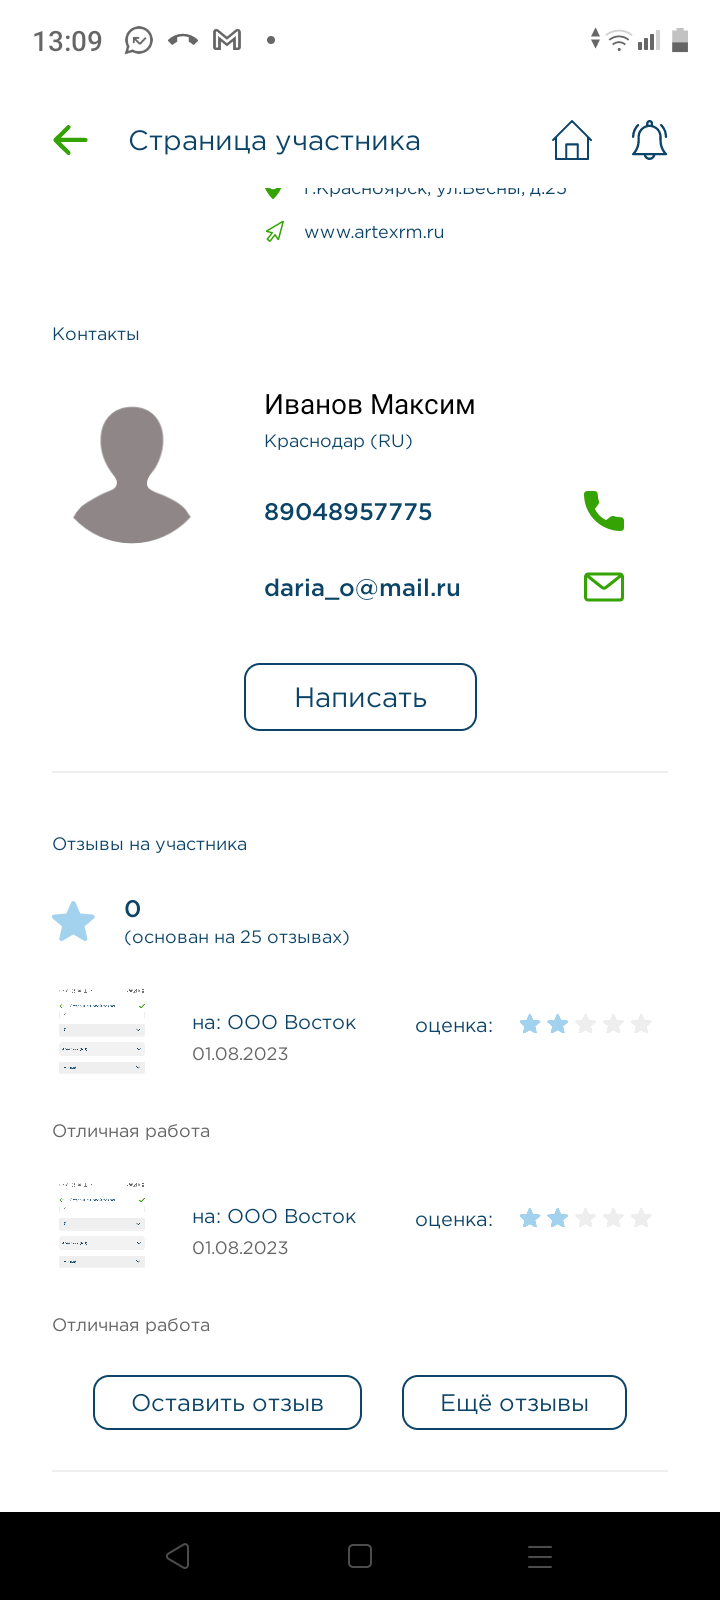 13:09
Страница участника
г.Красноярск, ул.Весны, д.25
www.artexrm.ru
Контакты
Иванов Максим
Краснодар (RU)
89048957775
daria_o@mail.ru
Написать
Отзывы на участника
0
(основан на 25 отзывах)
на: ООО Восток
оценка:
01.08.2023
Отличная работа
на: ООО Восток
оценка:
01.08.2023
Отличная работа
Оставить отзыв
Ещё отзывы